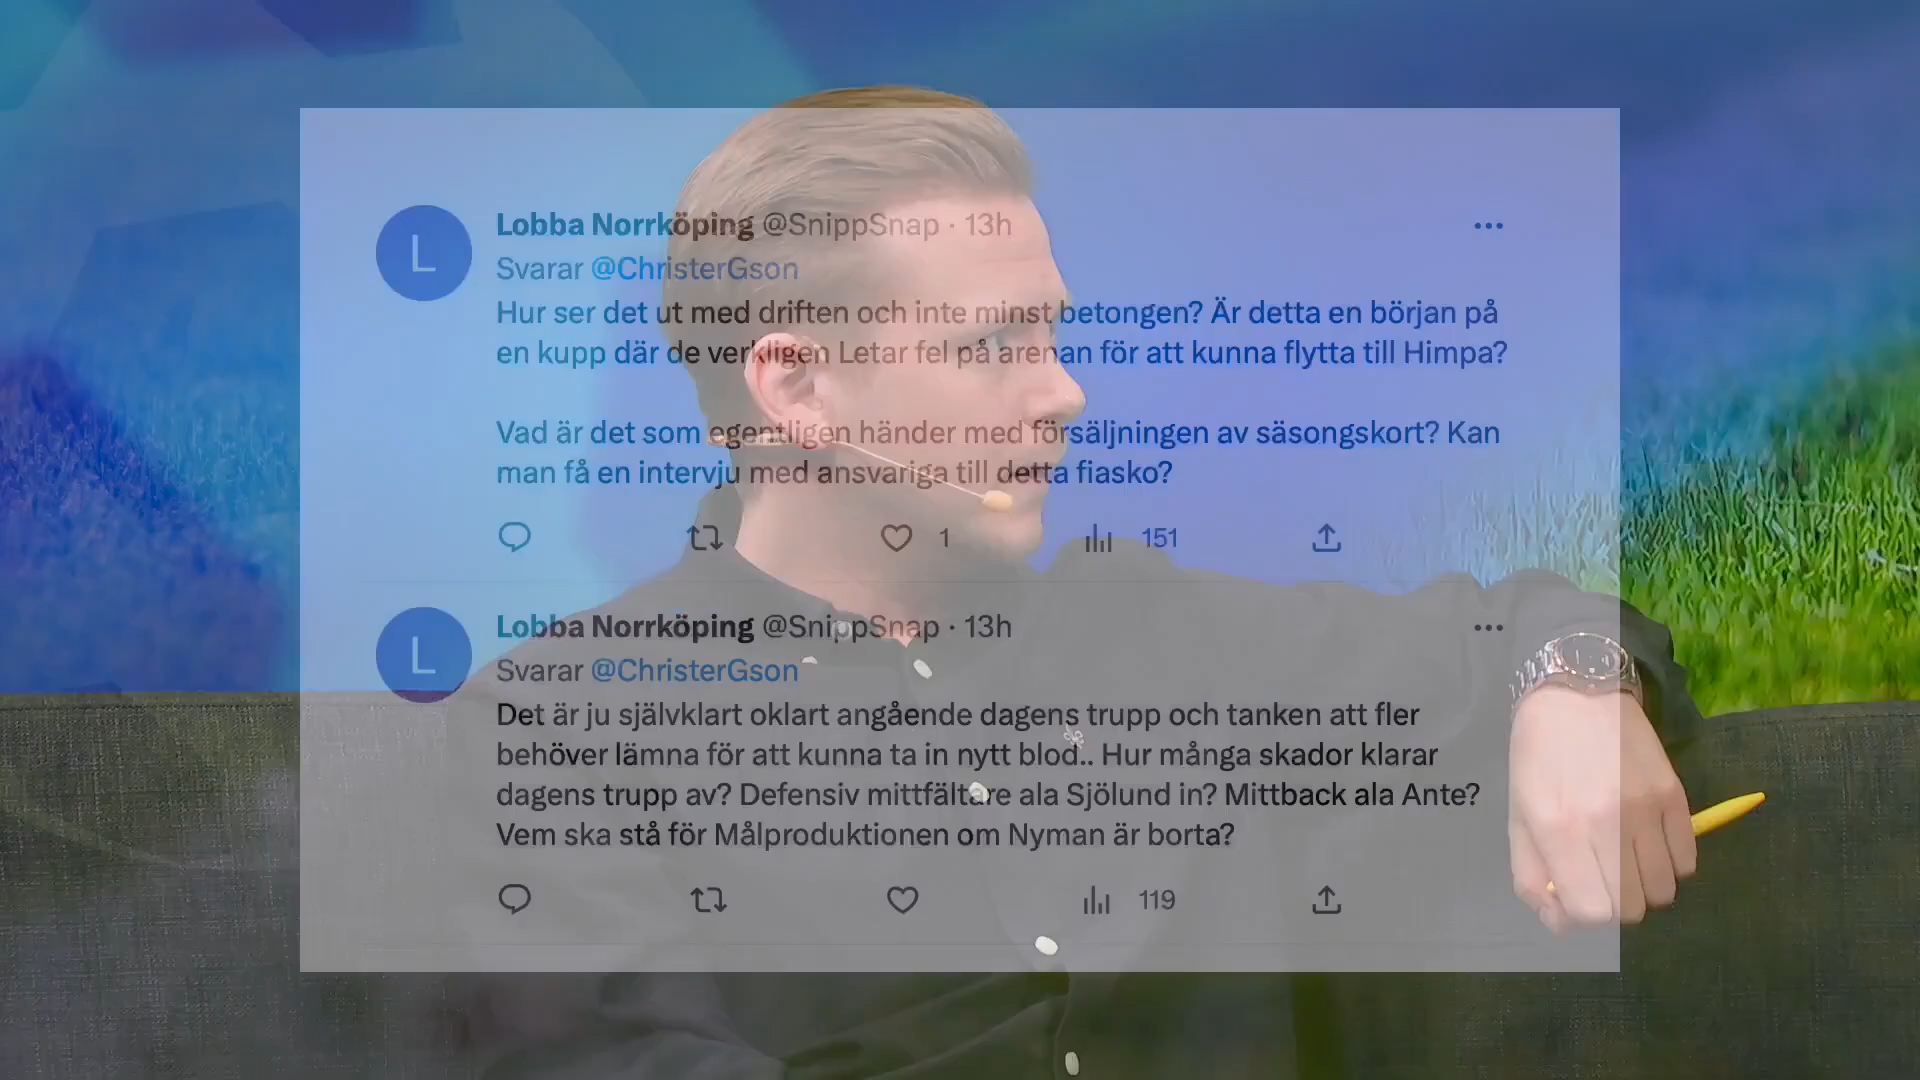 L
Lobba Norrköping @SnippSnap · 13h
Svarar @ChristerGson
Hur ser det ut med driften och inte minst betongen? Är detta en början på
en kupp där de verkligen Letar fel på arenan för att kunna flytta till Himpa?
Vad är det som egentligen händer med försäljningen av säsongskort? Kan
man få en intervju med ansvariga till detta fiasko?
1 151
L
Lobba Norrköping @SnippSnap · 13h
Svarar @ChristerGson
Det är ju självklart oklart angående dagens trupp och tanken att fler
behöver lämna för att kunna ta in nytt blod.. Hur många skador klarar
dagens trupp av? Defensiv mittfältare ala Sjölund in? Mittback ala Ante?
Vem ska stå för Målproduktionen om Nyman är borta?
119